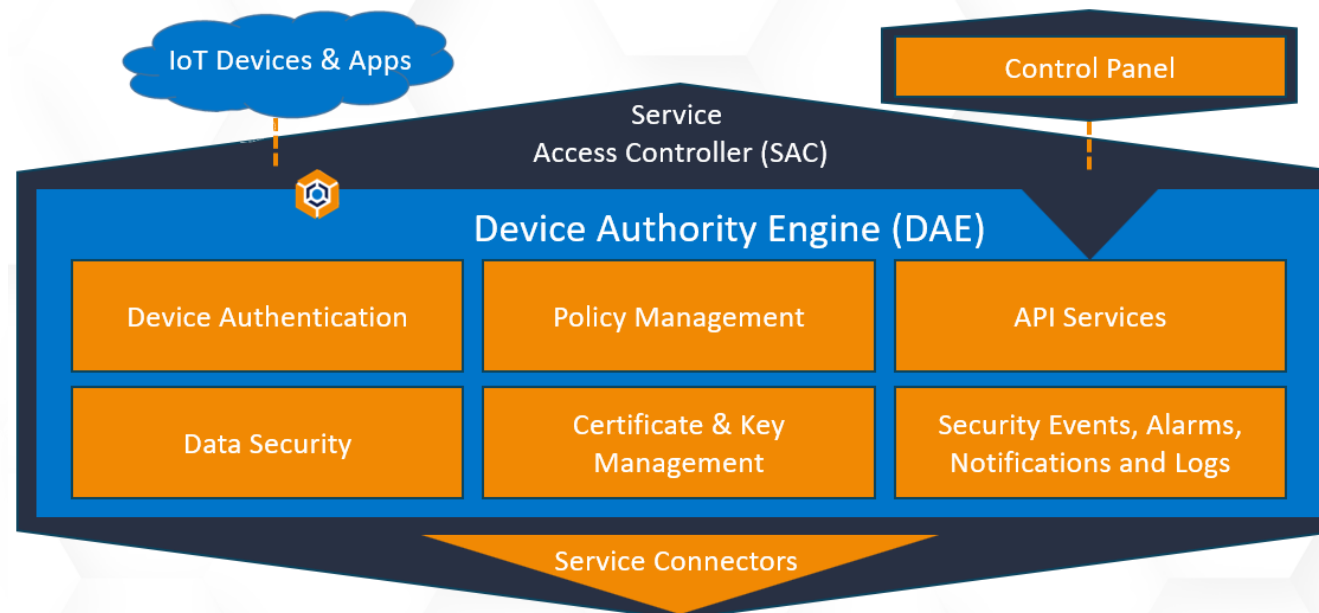 IoT Devices & Apps
Control Panel
Service
Access Controller (SAC)
Device Authority Engine (DAE)
Device Authentication
Policy Management
API Services
Data Security
Certificate & Key
Management
Security Events, Alarms,
Notifications and Logs
Service Connectors